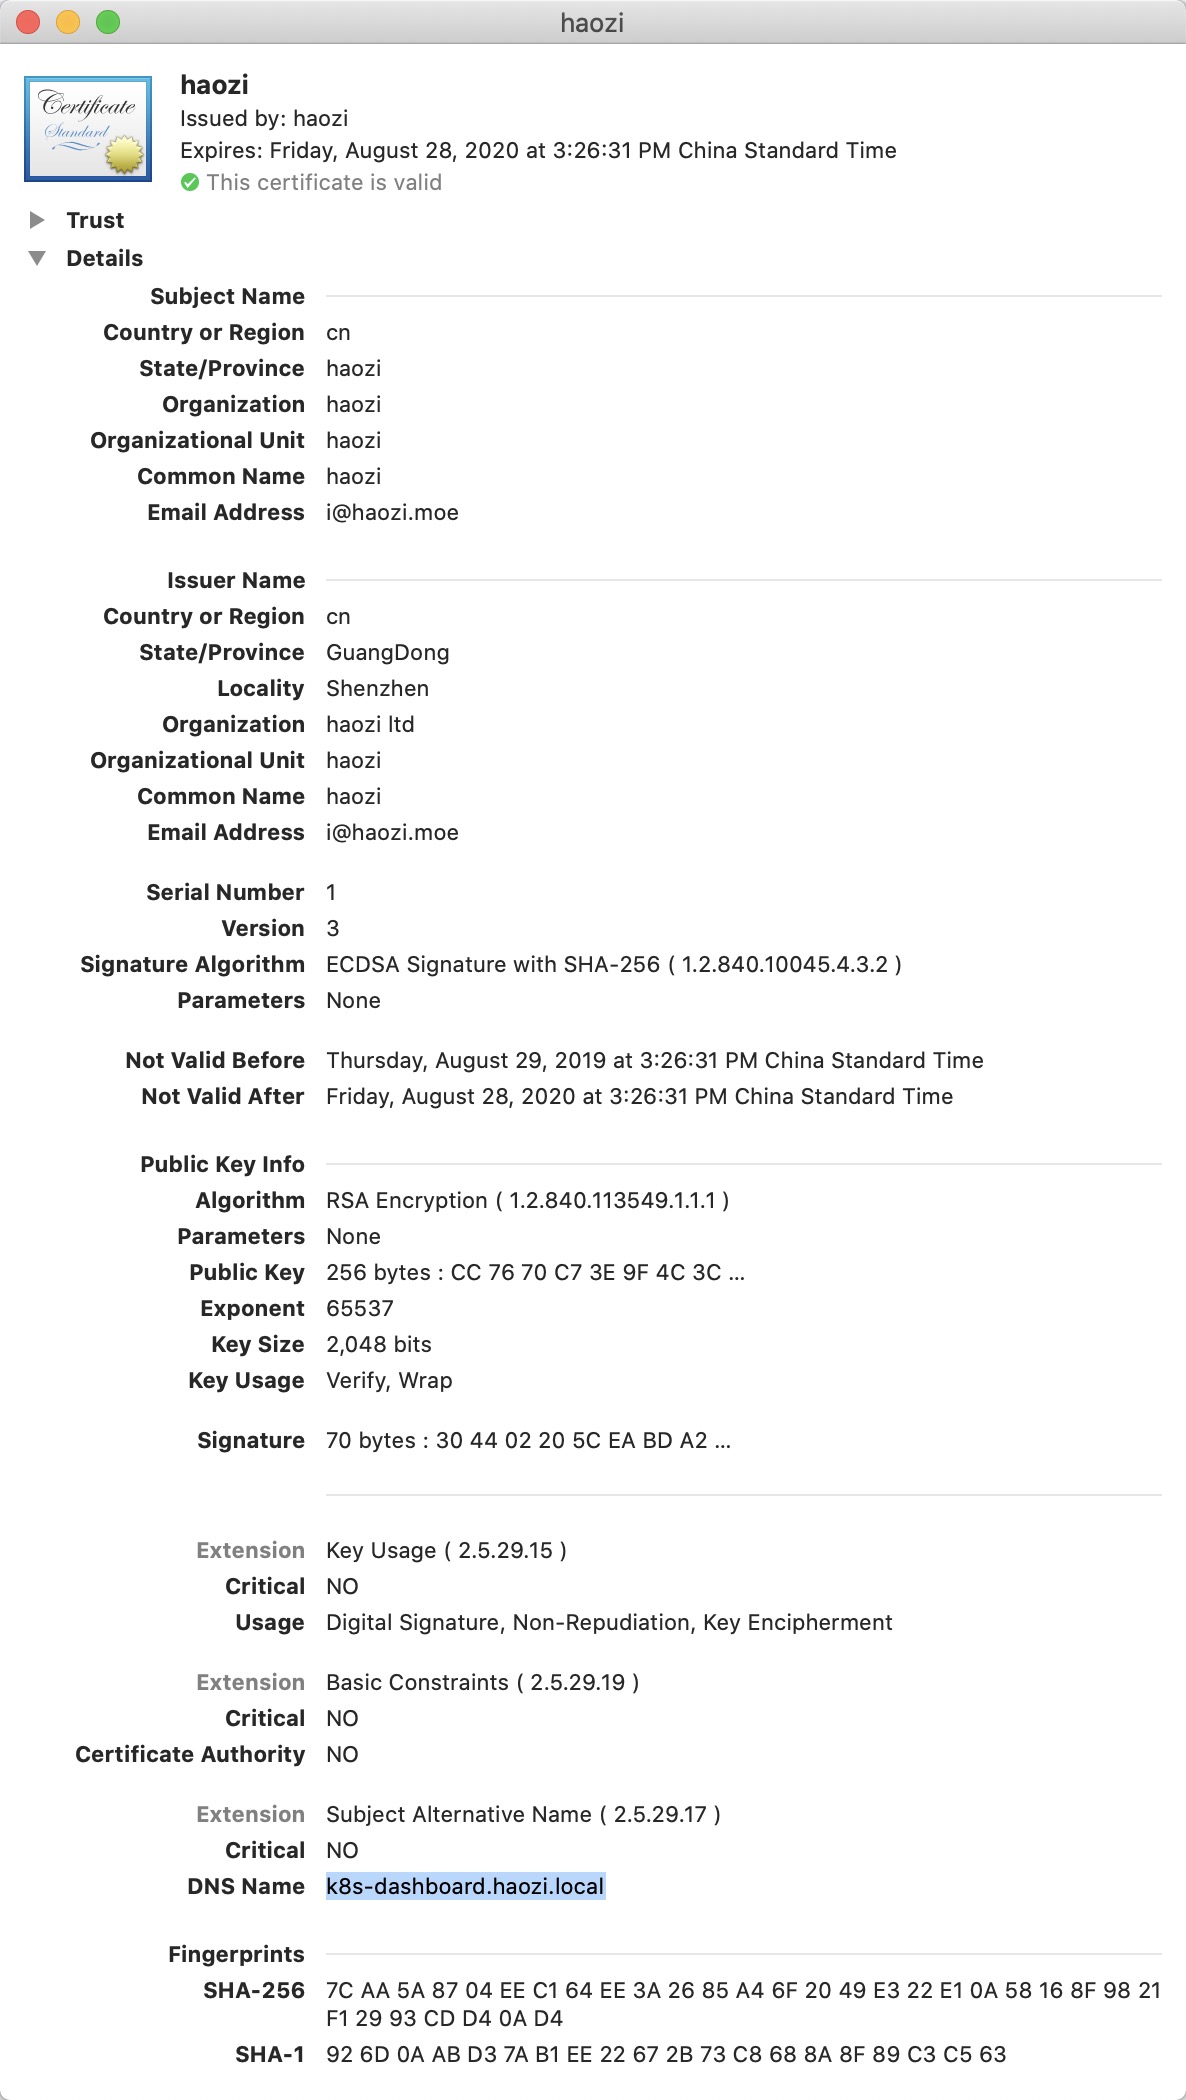 haozi
Certificate
Standard
haozi
Issued by: haozi
Expires: Friday, August 28, 2020 at 3:26:31 PM China Standard Time
This certificate is valid
Trust
Details
Subject Name
Country or Region cn
State/Province haozi
Organization haozi
Organizational Unit haozi
Common Name haozi
Email Address i@haozi.moe
Issuer Name
Country or Region cn
State/Province GuangDong
Locality Shenzhen
Organization haozi ltd
Organizational Unit haozi
Common Name haozi
Email Address i@haozi.moe
Serial Number 1
Version 3
Signature Algorithm ECDSA Signature with SHA-256 ( 1.2.840.10045.4.3.2 )
Parameters None
Not Valid Before Thursday, August 29, 2019 at 3:26:31 PM China Standard Time
Not Valid After Friday, August 28, 2020 at 3:26:31 PM China Standard Time
Public Key Info
Algorithm RSA Encryption ( 1.2.840.113549.1.1.1 )
Parameters None
Public Key 256 bytes : CC 76 70 C7 3E 9F 4C 3C ...
Exponent 65537
Key Size 2,048 bits
Key Usage Verify, Wrap
Signature 70 bytes : 30 44 02 20 5C EA BD A2 ...
Extension Key Usage ( 2.5.29.15 )
Critical NO
Usage Digital Signature, Non-Repudiation, Key Encipherment
Extension Basic Constraints ( 2.5.29.19 )
Critical NO
Certificate Authority NO
Extension Subject Alternative Name ( 2.5.29.17 )
Critical NO
DNS Name k8s-dashboard.haozi.local
Fingerprints
SHA-256 7C AA 5A 87 04 EE C1 64 EE 3A 26 85 A4 6F 20 49 E3 22 E1 0A 58 16 8F 98 21
F1 29 93 CD D4 0A D4
SHA-1 92 6D 0A AB D3 7A B1 EE 22 67 2B 73 C8 68 8A 8F 89 C3 C5 63